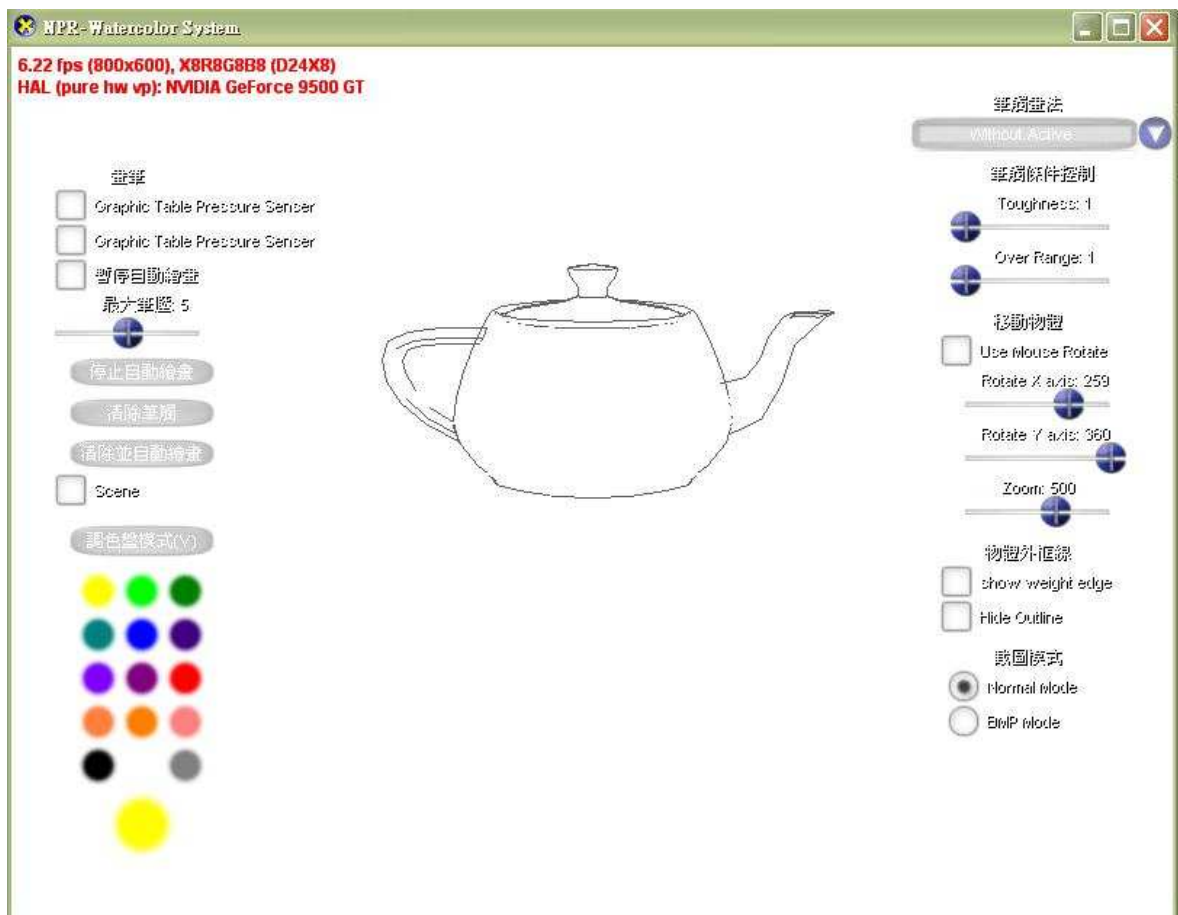 NPR-Watercolor System
6.22 fps (800x600), X8R8G8B8 (D24X8)
HAL (pure hw vp): NVIDIA GeForce 9500 GT
畫筆
Graphic Table Pressure Senser
Graphic Table Pressure Senser
暫停自動繪畫
最大筆壓: 5
停止自動繪畫
清除筆觸
清除並自動繪畫
Scene
調色盤模式(V)
筆觸畫法
Without Active
筆觸條件控制
Toughness: 1
Over Range: 1
移動物體
Use Mouse Rotate
Rotate X axis: 259
Rotate Y axis: 360
Zoom: 500
物體外框線
show weight edge
Hide Outline
截圖模式
Normal Mode
BMP Mode